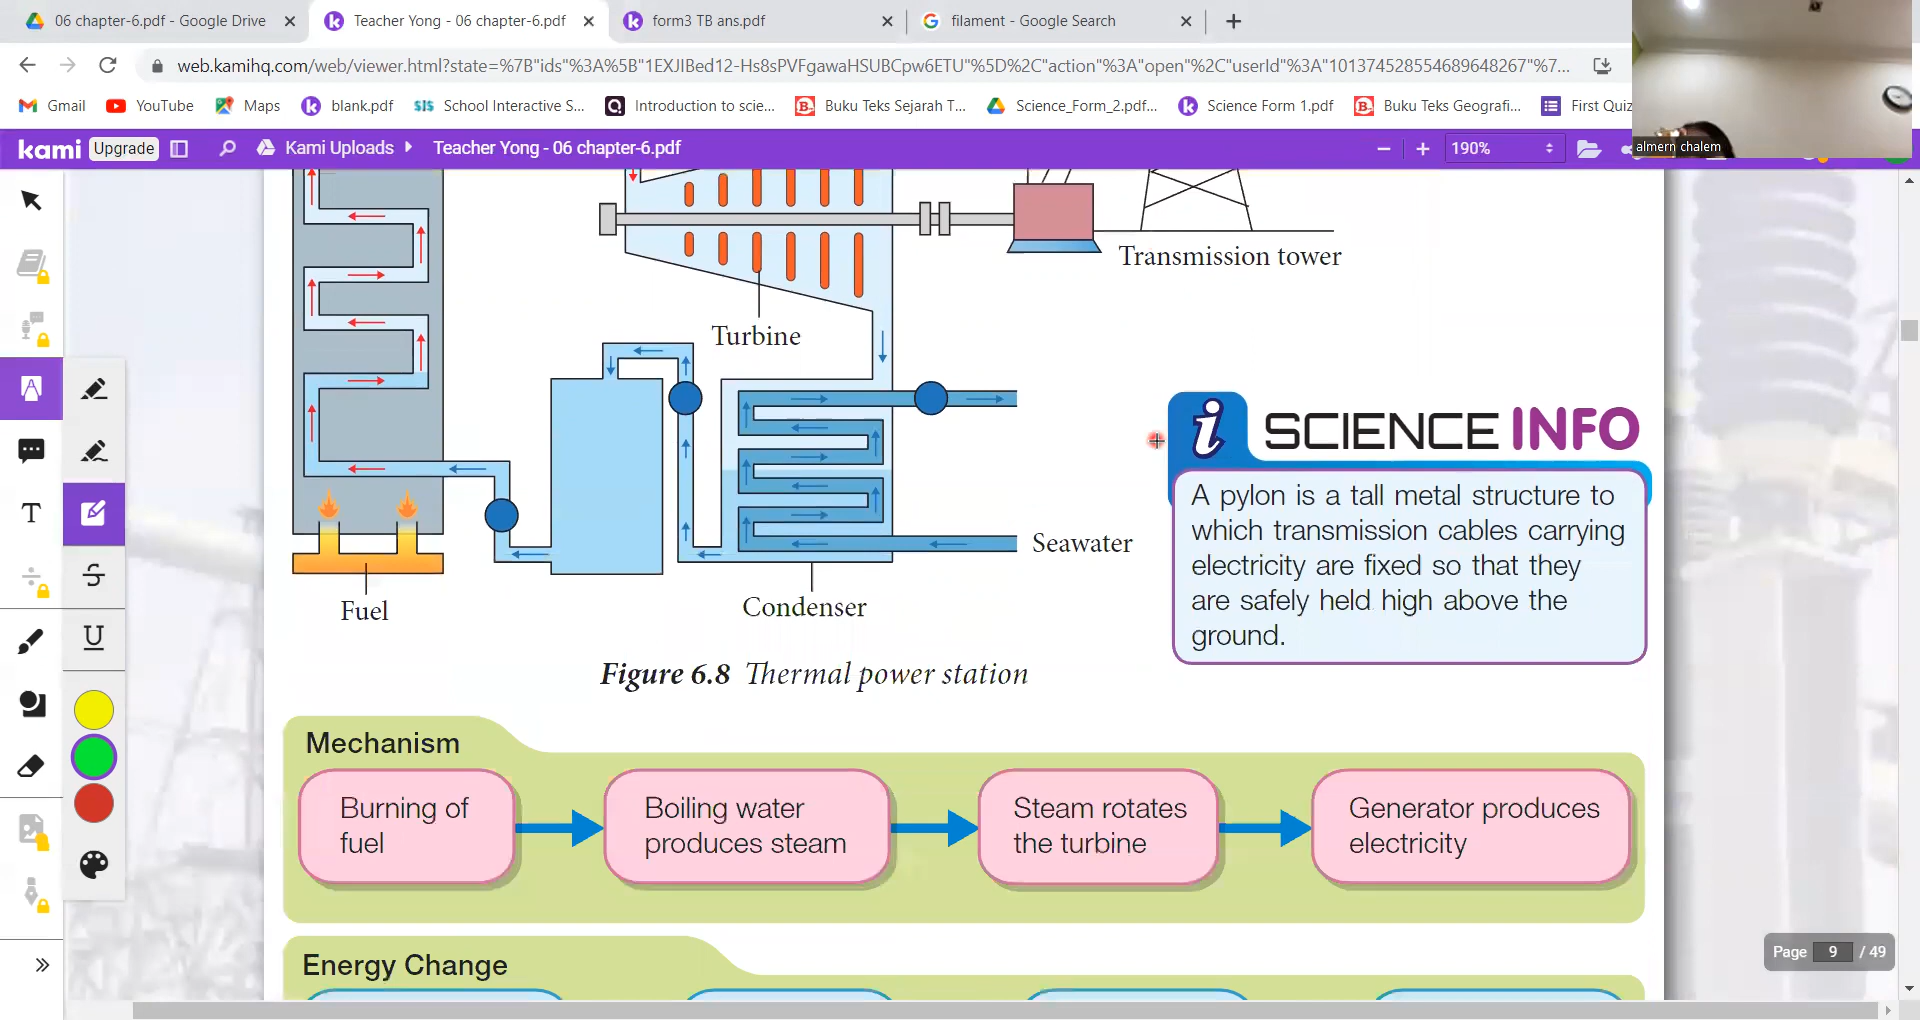 06 chapter-6.pdf - Google Drive
Teacher Yong - 06 chapter-6.pdf
form3 TB ans.pdf
filament - Google Search
web.kamihq.com/web/viewer.html?state=%7B"ids"%3A%5B"1EXJIBed12-Hs8sPVFgawaHSUBCpw6ETU"%5D%2C"action"%3A"open"%2C"userId"%3A"101374528554689648267"%7...
Gmail
YouTube
Maps
blank.pdf
SIS School Interactive S...
Introduction to scie...
Buku Teks Sejarah T...
Science_Form_2.pdf...
Science Form 1.pdf
Buku Teks Geografi...
First Quiz
almern chalem
kami
Upgrade
Kami Uploads
Teacher Yong - 06 chapter-6.pdf
190%
Transmission tower
Turbine
Seawater
Condenser
Fuel
Figure 6.8 Thermal power station
i SCIENCE INFO
A pylon is a tall metal structure to
which transmission cables carrying
electricity are fixed so that they
are safely held high above the
ground.
Mechanism
Burning of
fuel
Boiling water
produces steam
Steam rotates
the turbine
Generator produces
electricity
Energy Change
Page 9 / 49